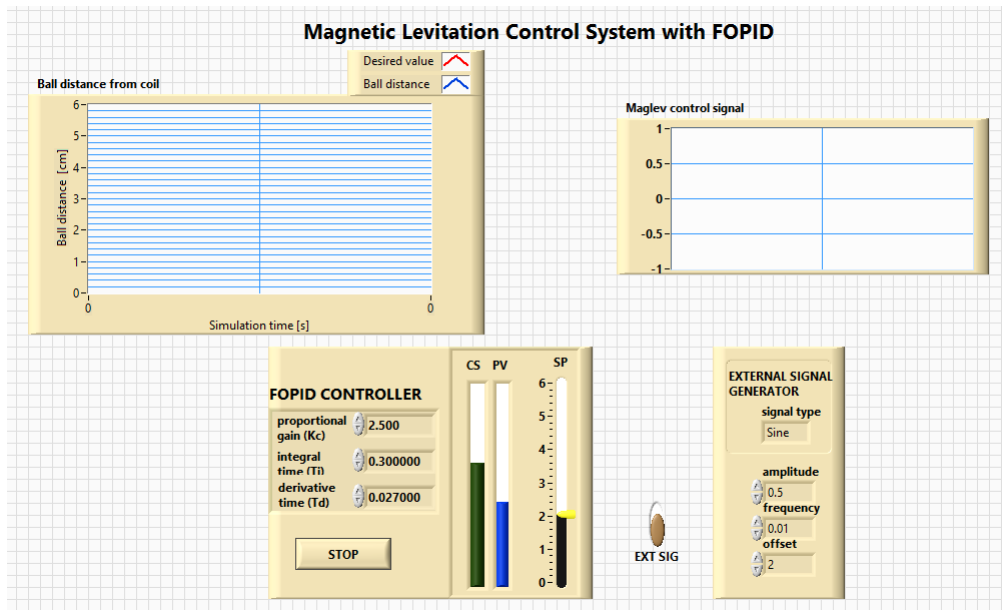 Magnetic Levitation Control System with FOPID
Desired value
Ball distance
Ball distance from coil
6
5
4
3
2
1
0
Ball distance [cm]
0
0
Simulation time [s]
Maglev control signal
1
0.5
0
-0.5
-1
FOPID CONTROLLER
proportional
gain (Kc)
2.500
integral
time (Ti)
0.300000
derivative
time (Td)
0.027000
STOP
CS PV SP
6
5
4
3
2
1
0
EXT SIG
EXTERNAL SIGNAL
GENERATOR
signal type
Sine
amplitude
0.5
frequency
0.01
offset
2